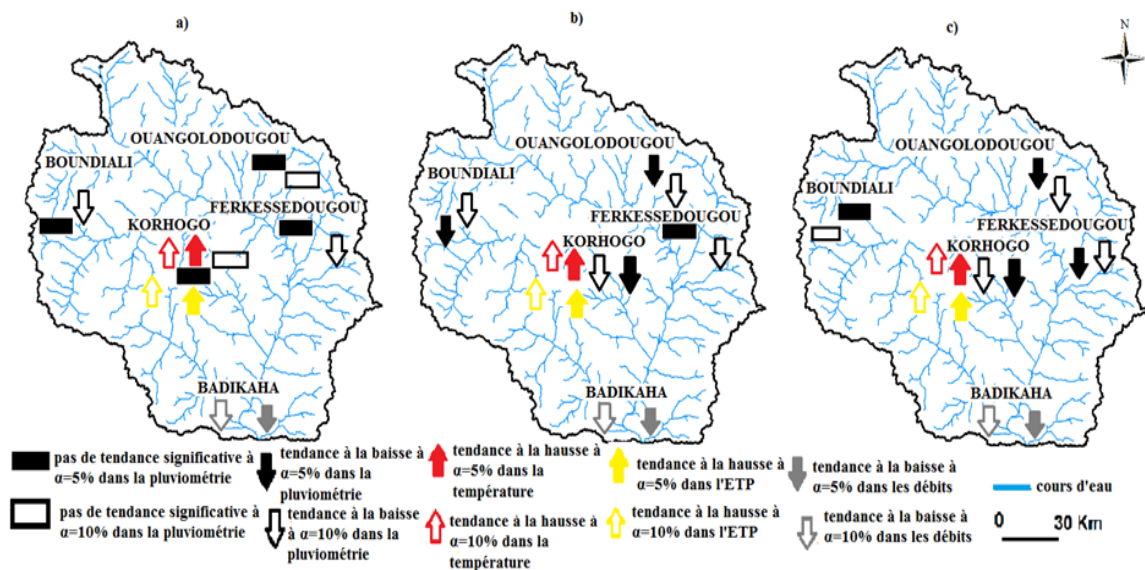 a)
b)
c)
N
OUANGOLODOUGOU
BOUNDIALI
FERKESSEDOUGOU
KORHOGO
BADIKAHA
OUANGOLODOUGOU
BOUNDIALI
FERKESSEDOUGOU
KORHOGO
BADIKAHA
OUANGOLODOUGOU
BOUNDIALI
FERKESSEDOUGOU
KORHOGO
BADIKAHA
pas de tendance significative à
α=5% dans la pluviométrie
pas de tendance significative à
α=10% dans la pluviométrie
tendance à la baisse à
α=5% dans la
pluviométrie
tendance à la baisse
à α=10% dans la
pluviométrie
tendance à la hausse à
α=5% dans la
température
tendance à la hausse à
α=10% dans la
température
tendance à la hausse à
α=5% dans l'ETP
tendance à la hausse à
α=10% dans l'ETP
tendance à la baisse à
α=5% dans les débits
tendance à la baisse à
α=10% dans les débits
cours d'eau
0 30 Km